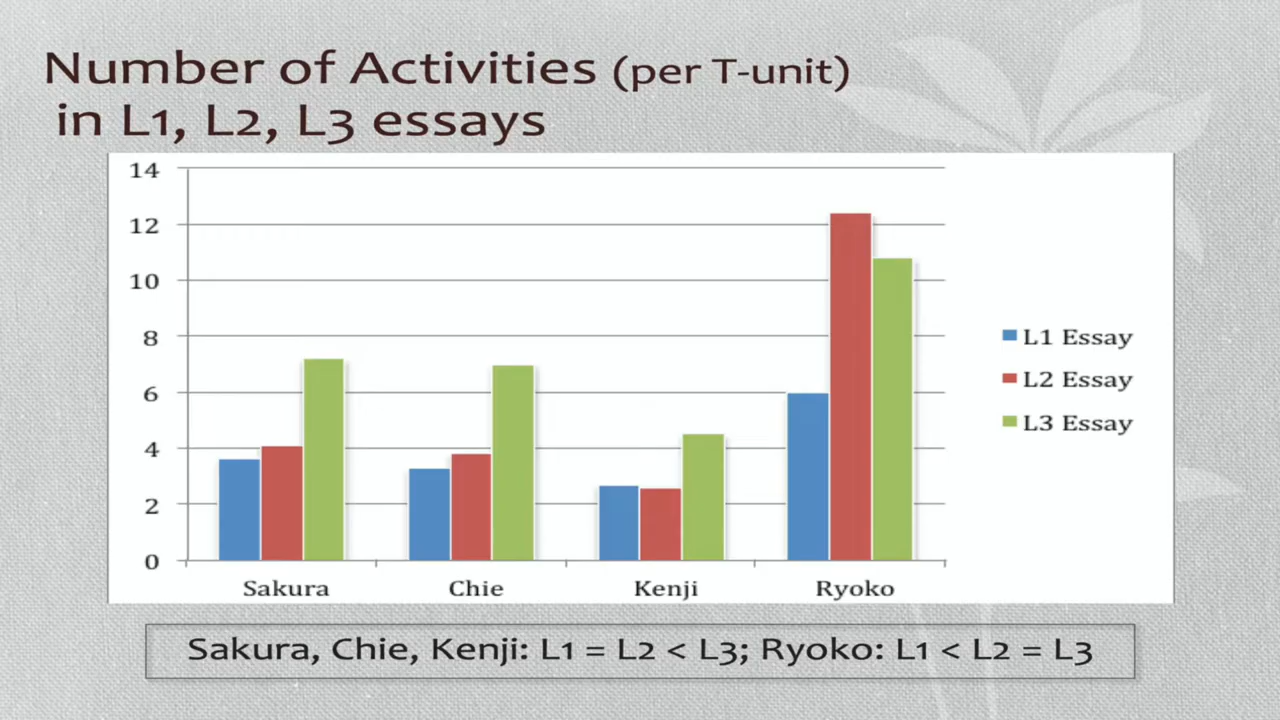 Number of Activities (per T-unit)
in L1, L2, L3 essays
14
12
10
8
6
4
2
0
Sakura Chie Kenji Ryoko
L1 Essay
L2 Essay
L3 Essay
Sakura, Chie, Kenji: L1 = L2 < L3; Ryoko: L1 < L2 = L3